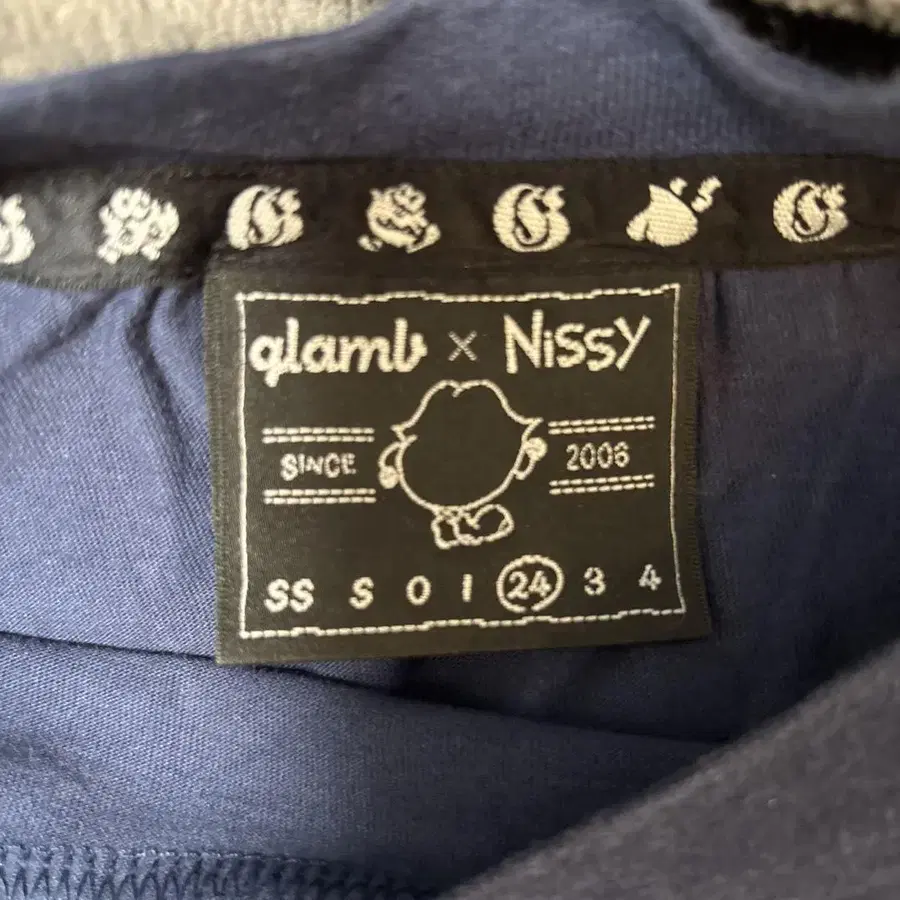 G G G
glamb × NiSSY
SINCE 2006
SS S 0 1 24 3 4